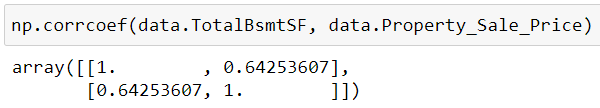 np.corrcoef(data.TotalBsmtSF, data.Property_Sale_Price)
array([[1.        , 0.64253607],
       [0.64253607, 1.        ]])